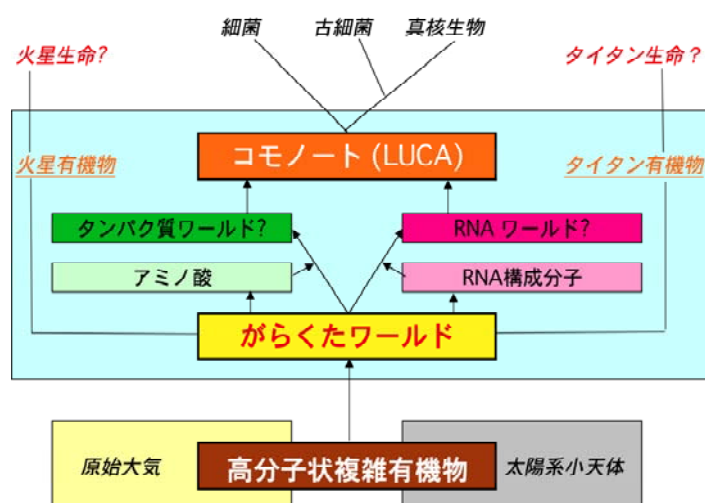 細菌 古細菌 真核生物
火星生命? タイタン生命？
コモノート (LUCA)
火星有機物 タイタン有機物
タンパク質ワールド? RNA ワールド?
アミノ酸 RNA構成分子
がらくたワールド
原始大気 高分子状複雑有機物 太陽系小天体